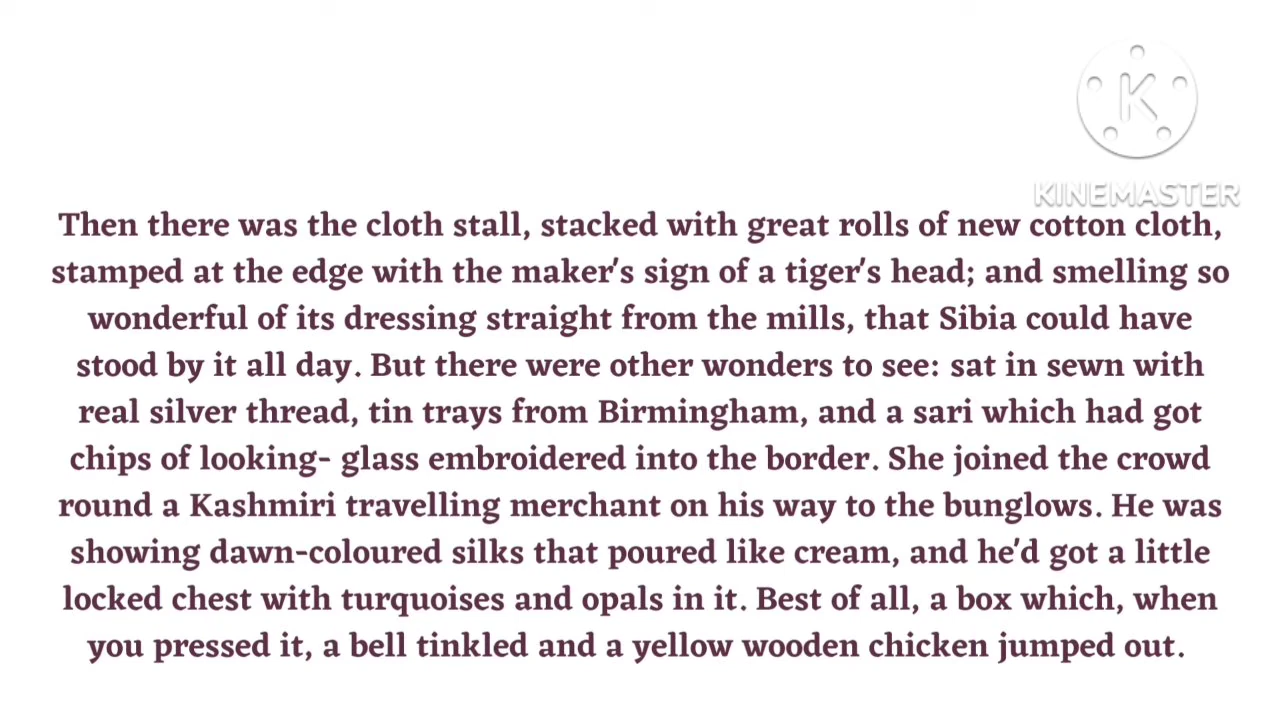 K
KINEMASTER
Then there was the cloth stall, stacked with great rolls of new cotton cloth,
stamped at the edge with the maker's sign of a tiger's head; and smelling so
wonderful of its dressing straight from the mills, that Sibia could have
stood by it all day. But there were other wonders to see: sat in sewn with
real silver thread, tin trays from Birmingham, and a sari which had got
chips of looking- glass embroidered into the border. She joined the crowd
round a Kashmiri travelling merchant on his way to the bunglows. He was
showing dawn-coloured silks that poured like cream, and he'd got a little
locked chest with turquoises and opals in it. Best of all, a box which, when
you pressed it, a bell tinkled and a yellow wooden chicken jumped out.